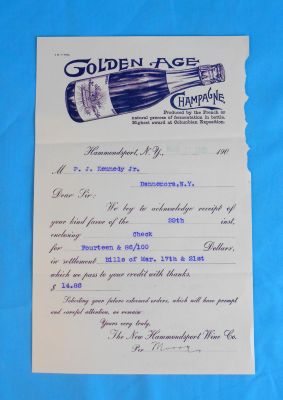 GOLDEN AGE
CHAMPAGNE
Produced by the French or
natural process of fermentation in bottle.
Highest award at Columbian Exposition.
Hammondsport, N.Y., 190
M P. J. Kennedy Jr.
Dannemora, N.Y.
Dear Sir:
We beg to acknowledge receipt of
your kind favor of the 29th inst,
enclosing Check
for Fourteen & 86/100 Dollars,
in settlement Bills of Mar. 17th & 21st
which we pass to your credit with thanks.
$ 14.86
Soliciting your future esteemed orders, which will have prompt
and careful attention, we remain
Yours very truly,
The New Hammondsport Wine Co.
Per